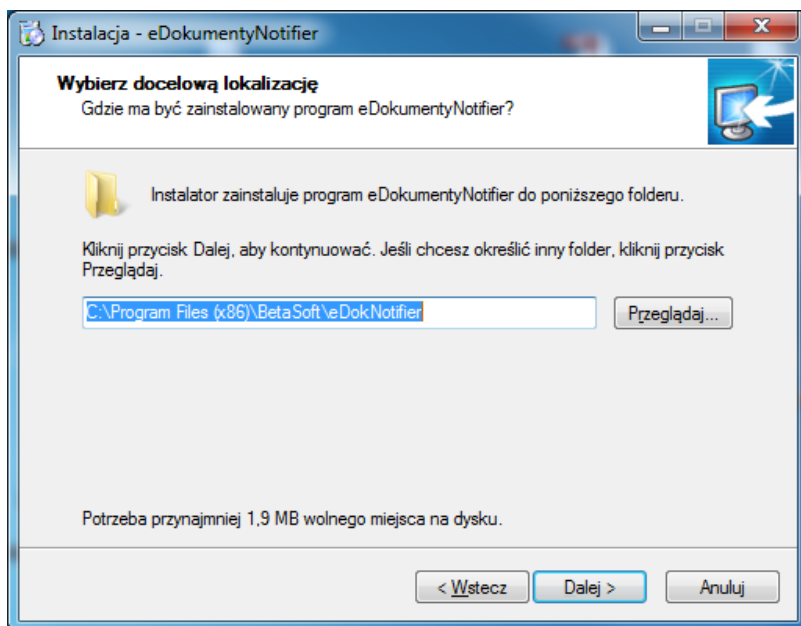 Instalacja - eDokumentyNotifier
Wybierz docelową lokalizację
Gdzie ma być zainstalowany program eDokumentyNotifier?
Instalator zainstaluje program eDokumentyNotifier do poniższego folderu.
Kliknij przycisk Dalej, aby kontynuować. Jeśli chcesz określić inny folder, kliknij przycisk
Przeglądaj.
C:\Program Files (x86)\BetaSoft\eDokNotifier
Przeglądaj...
Potrzeba przynajmniej 1,9 MB wolnego miejsca na dysku.
< Wstecz
Dalej >
Anuluj